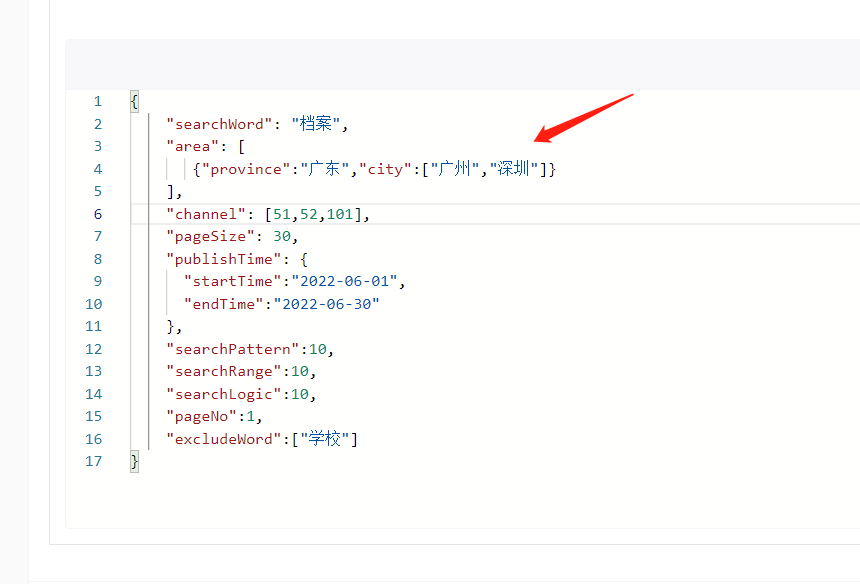 1 {
2 "searchWord": "档案",
3 "area": [
4 {"province":"广东","city":["广州","深圳"]}
5 ],
6 "channel": [51,52,101],
7 "pageSize": 30,
8 "publishTime": {
9 "startTime":"2022-06-01",
10 "endTime":"2022-06-30"
11 },
12 "searchPattern":10,
13 "searchRange":10,
14 "searchLogic":10,
15 "pageNo":1,
16 "excludeWord":["学校"]
17 }